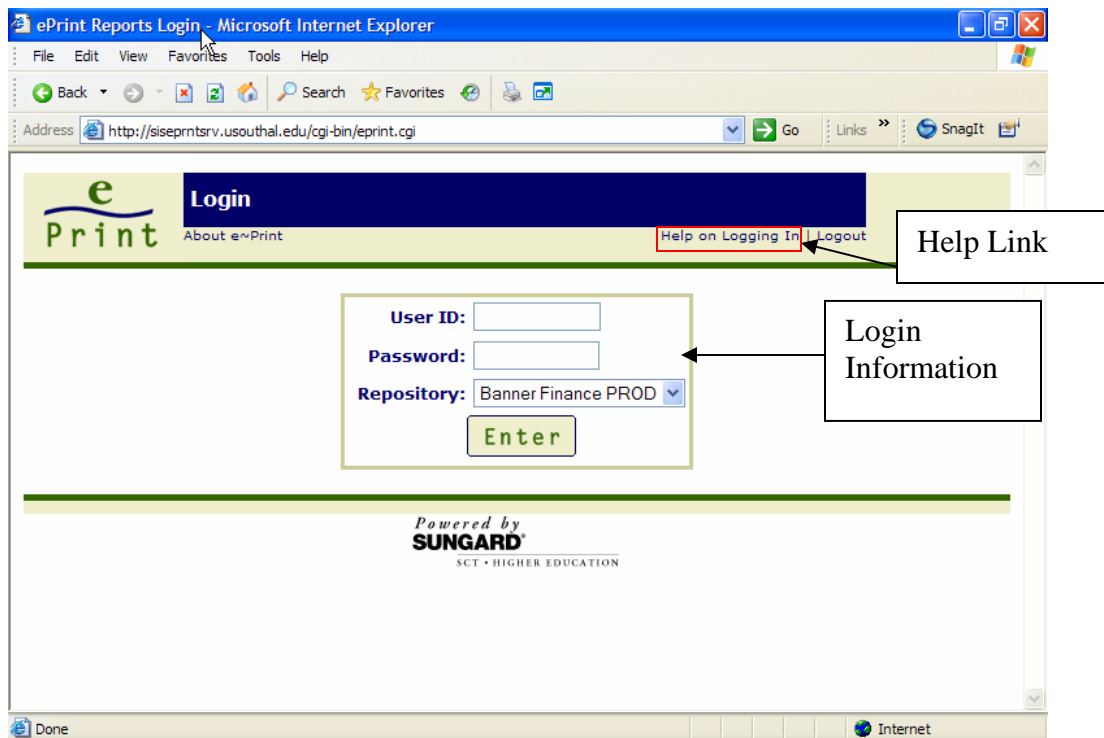 ePrint Reports Login - Microsoft Internet Explorer
File Edit View Favorites Tools Help
Back Search Favorites
Address http://siseprntsrv.usouthal.edu/cgi-bin/eprint.cgi Go Links » SnagIt
e
Print
Login
About e~Print Help on Logging In | Logout
Help Link
User ID:
Password:
Repository: Banner Finance PROD
Enter
Login
Information
Powered by
SUNGARD®
SCT • HIGHER EDUCATION
Done Internet